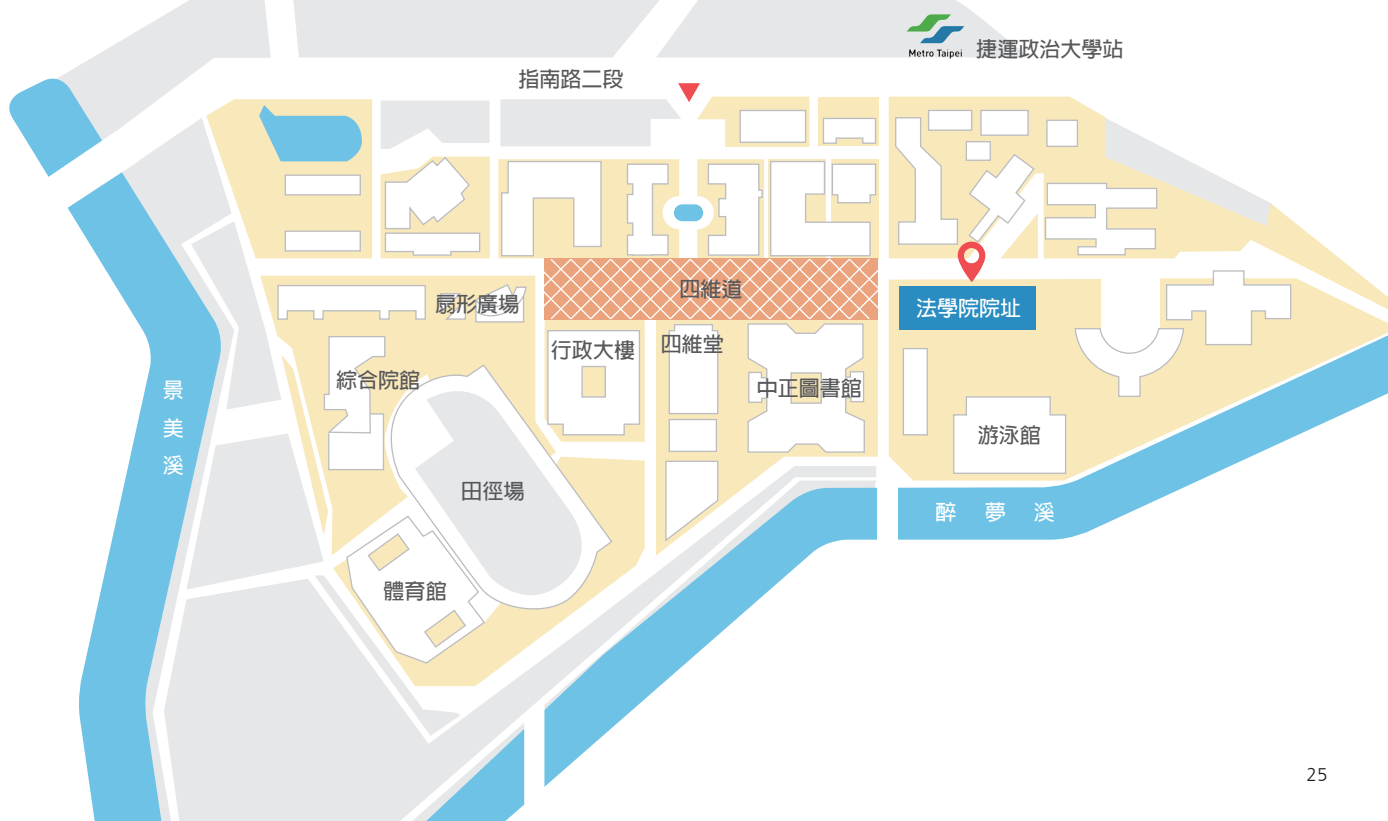 Metro Taipei 捷運政治大學站
指南路二段
四維道
扇形廣場
法學院院址
行政大樓
四維堂
綜合院館
中正圖書館
景美溪
游泳館
田徑場
醉夢溪
體育館
25